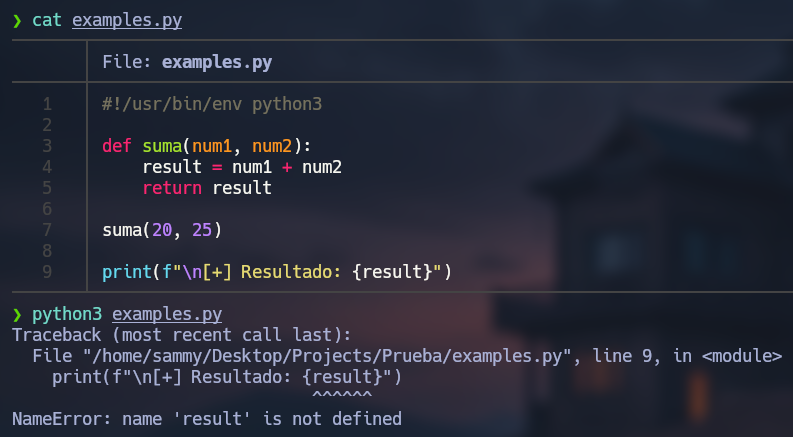 ❯ cat examples.py
File: examples.py
1 #!/usr/bin/env python3
2
3 def suma(num1, num2):
4     result = num1 + num2
5     return result
6
7 suma(20, 25)
8
9 print(f"\n[+] Resultado: {result}")
❯ python3 examples.py
Traceback (most recent call last):
  File "/home/sammy/Desktop/Projects/Prueba/examples.py", line 9, in <module>
    print(f"\n[+] Resultado: {result}")
                              ^^^^^^
NameError: name 'result' is not defined